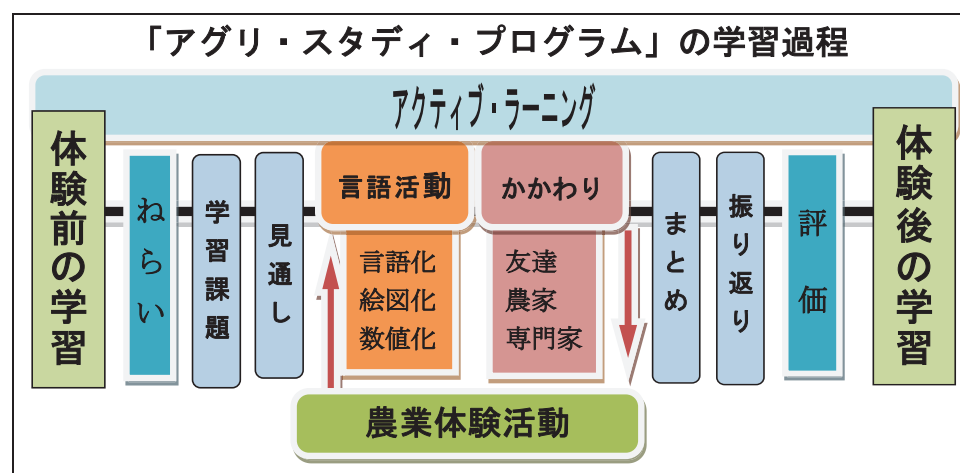 「アグリ・スタディ・プログラム」の学習過程
アクティブ・ラーニング
体験前の学習
ねらい
学習課題
見通し
言語活動
言語化
絵図化
数値化
かかわり
友達
農家
専門家
まとめ
振り返り
評価
体験後の学習
農業体験活動